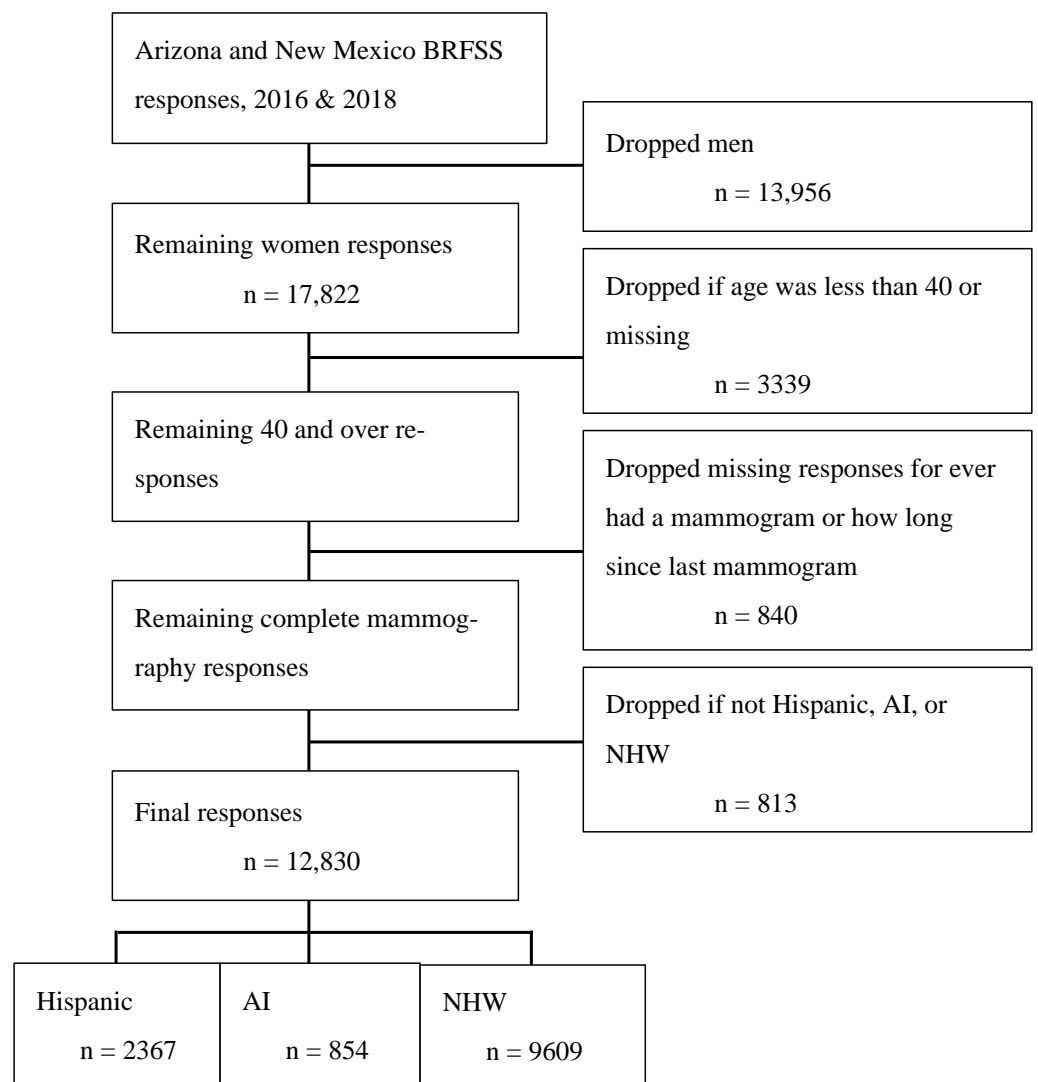 Arizona and New Mexico BRFSS
responses, 2016 & 2018
Dropped men
n = 13,956
Remaining women responses
n = 17,822
Dropped if age was less than 40 or
missing
n = 3339
Remaining 40 and over re-
sponses
Dropped missing responses for ever
had a mammogram or how long
since last mammogram
n = 840
Remaining complete mammog-
raphy responses
Dropped if not Hispanic, AI, or
NHW
n = 813
Final responses
n = 12,830
Hispanic
n = 2367
AI
n = 854
NHW
n = 9609